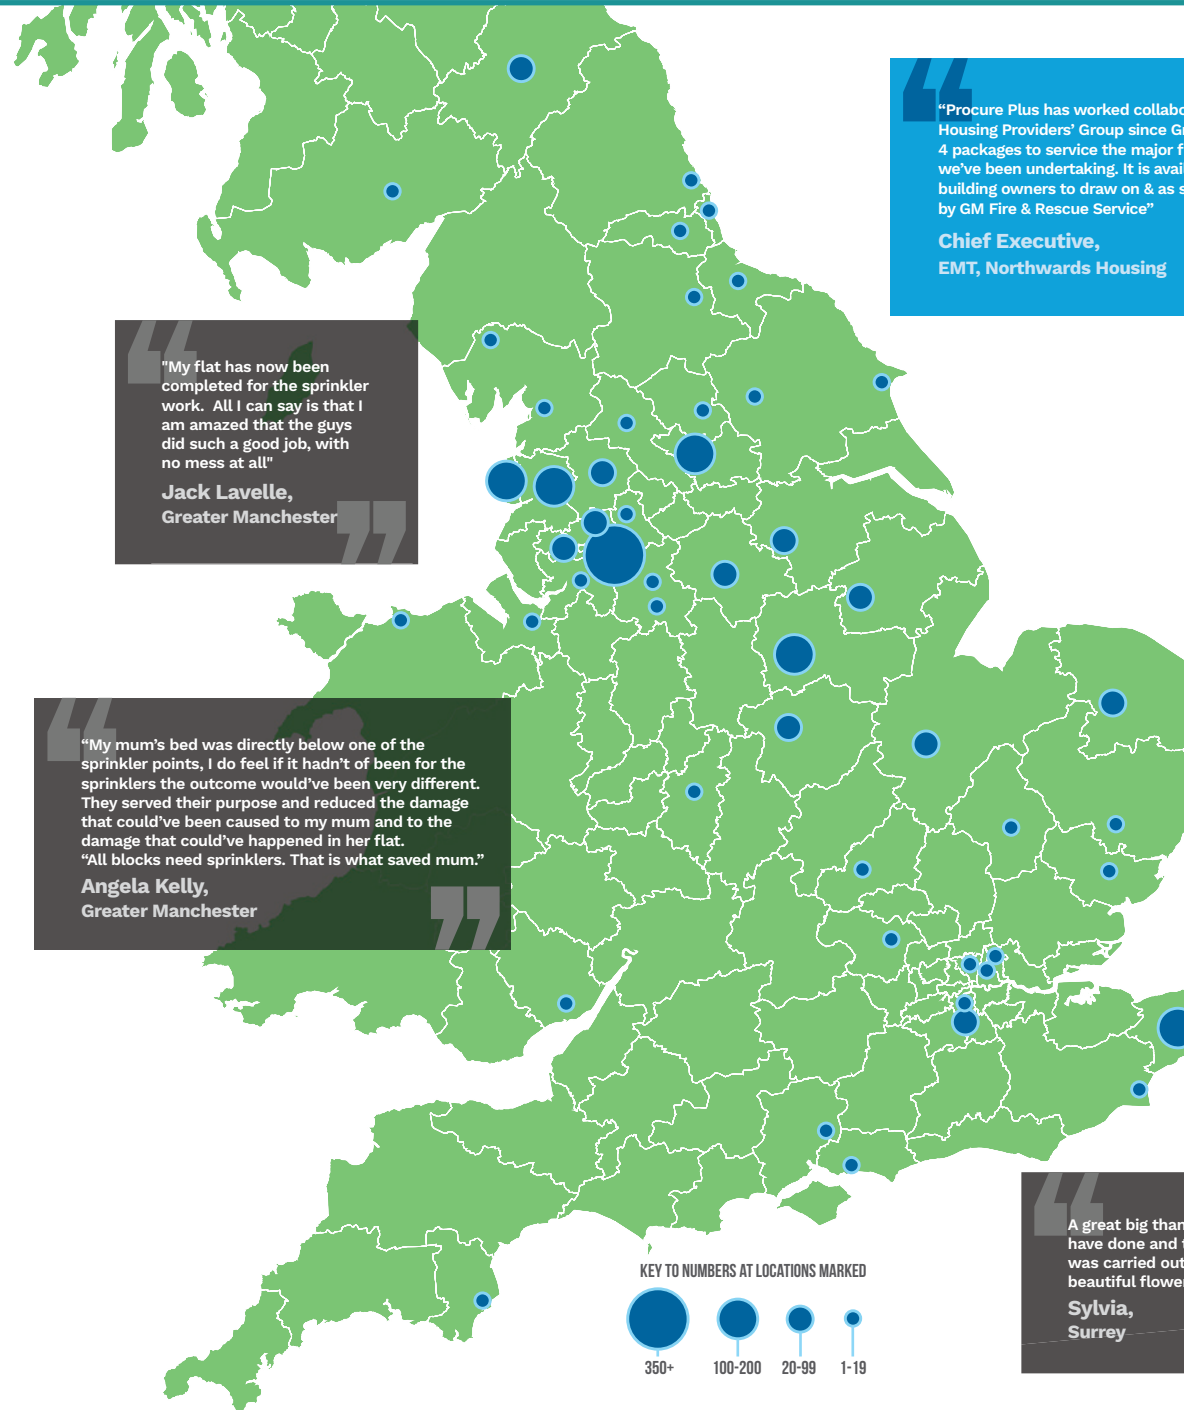 “Procure Plus has worked
Housing Providers’ Group since
4 packages to service the major
we’ve been undertaking. It is
building owners to draw on & as
by GM Fire & Rescue Service”
Chief Executive,
EMT, Northwards Housing
"My flat has now been
completed for the sprinkler
work. All I can say is that I
am amazed that the guys
did such a good job, with
no mess at all"
Jack Lavelle,
Greater Manchester
“My mum’s bed was directly below one of the
sprinkler points, I do feel if it hadn’t of been for the
sprinklers the outcome would’ve been very different.
They served their purpose and reduced the damage
that could’ve been caused to my mum and to the
damage that could’ve happened in her flat.
“All blocks need sprinklers. That is what saved mum.”
Angela Kelly,
Greater Manchester
A great big
have done and
was carried out
beautiful
Sylvia,
Surrey
KEY TO NUMBERS AT LOCATIONS MARKED
350+ 100-200 20-99 1-19